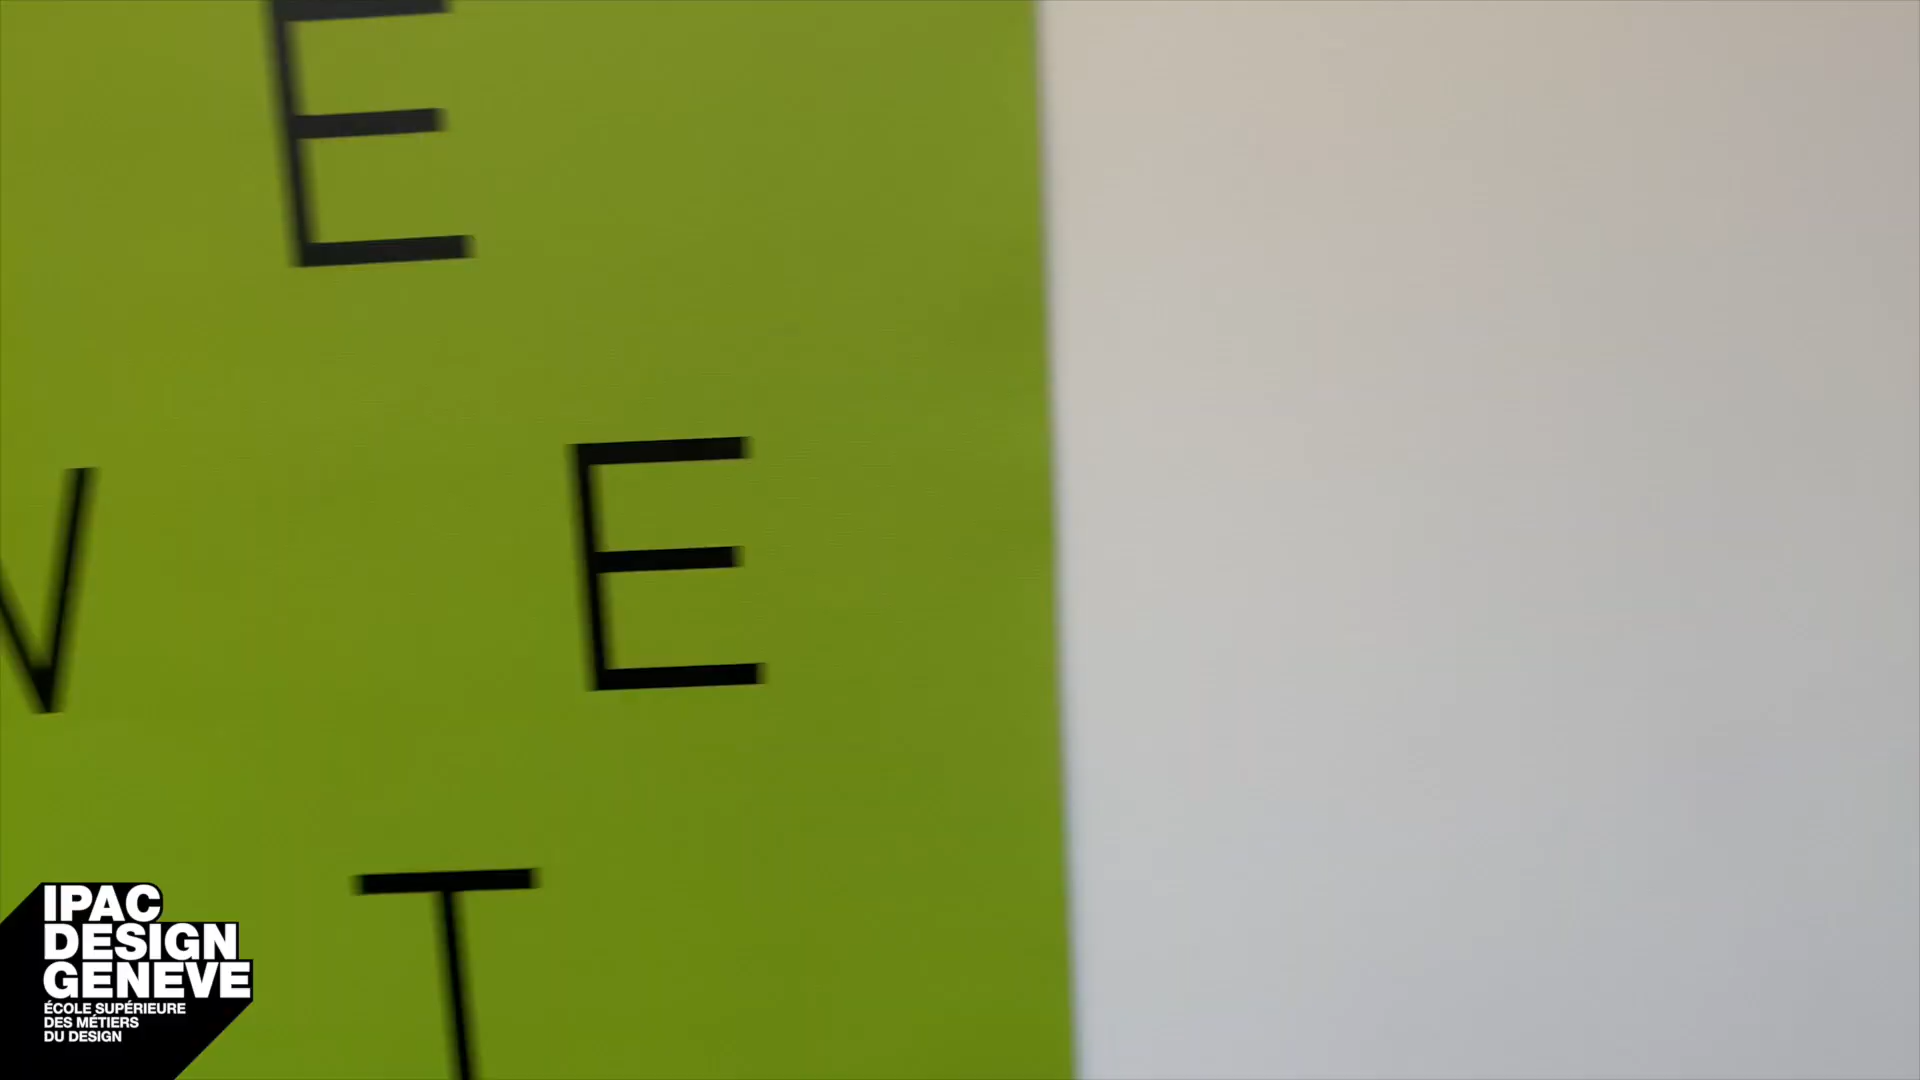 E
V E
T
IPAC
DESIGN
GENEVE
ÉCOLE SUPÉRIEURE
DES MÉTIERS
DU DESIGN